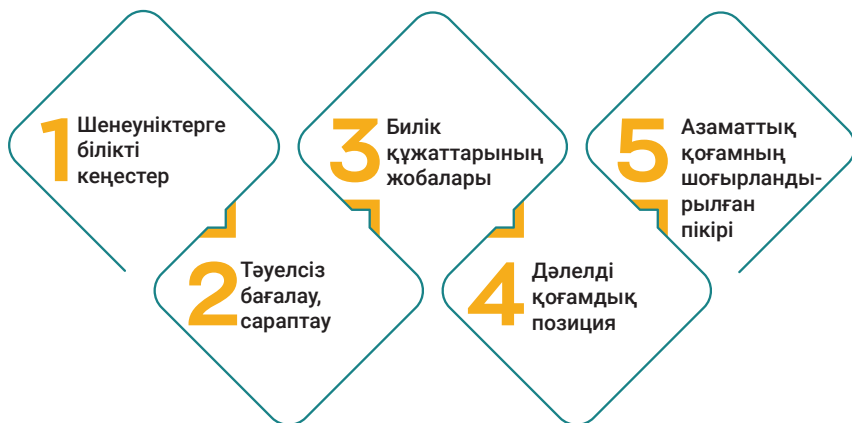 1
Шенеуніктерге
білікті
кеңестер
2
Тәуелсіз
бағалау,
сараптау
3
Билік
құжаттарының
жобалары
4
Дәлелді
қоғамдық
позиция
5
Азаматтық
қоғамның
шоғырланды-
рылған
пікірі